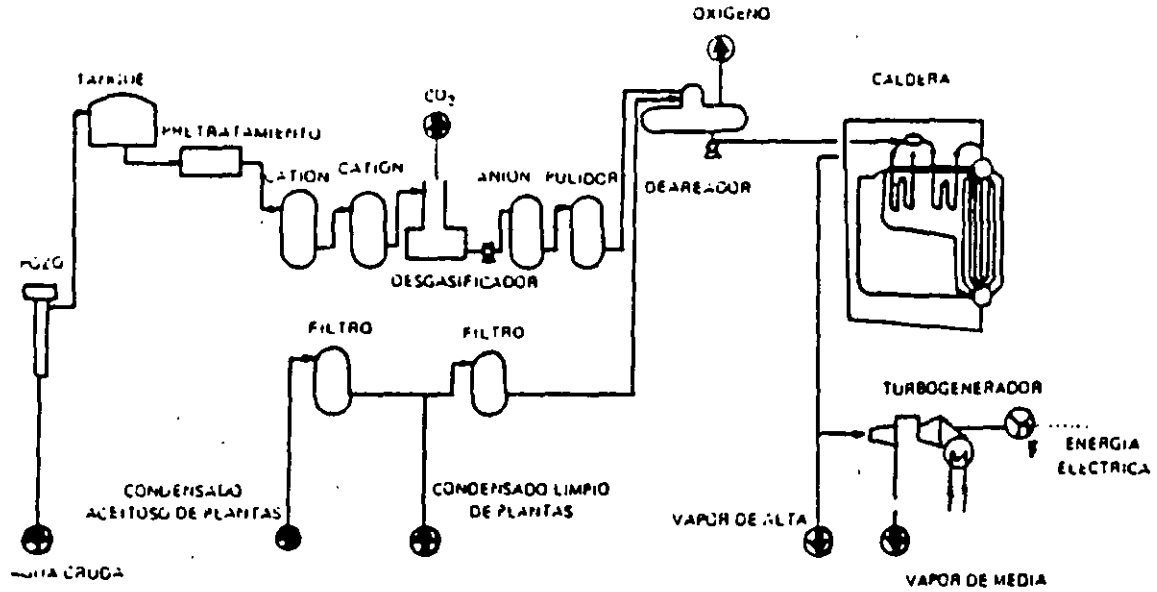 OXIGENO
TANQUE
CALDERA
CO2
PRETRATAMIENTO
CATION
CATION
ANION
PULIDOR
DEAREADOR
POZO
DESGASIFICADOR
FILTRO
FILTRO
TURBOGENERADOR
ENERGIA
ELECTRICA
CONDENSADO
ACEITOSO DE PLANTAS
CONDENSADO LIMPIO
DE PLANTAS
VAPOR DE ALTA
AGUA CRUDA
VAPOR DE MEDIA